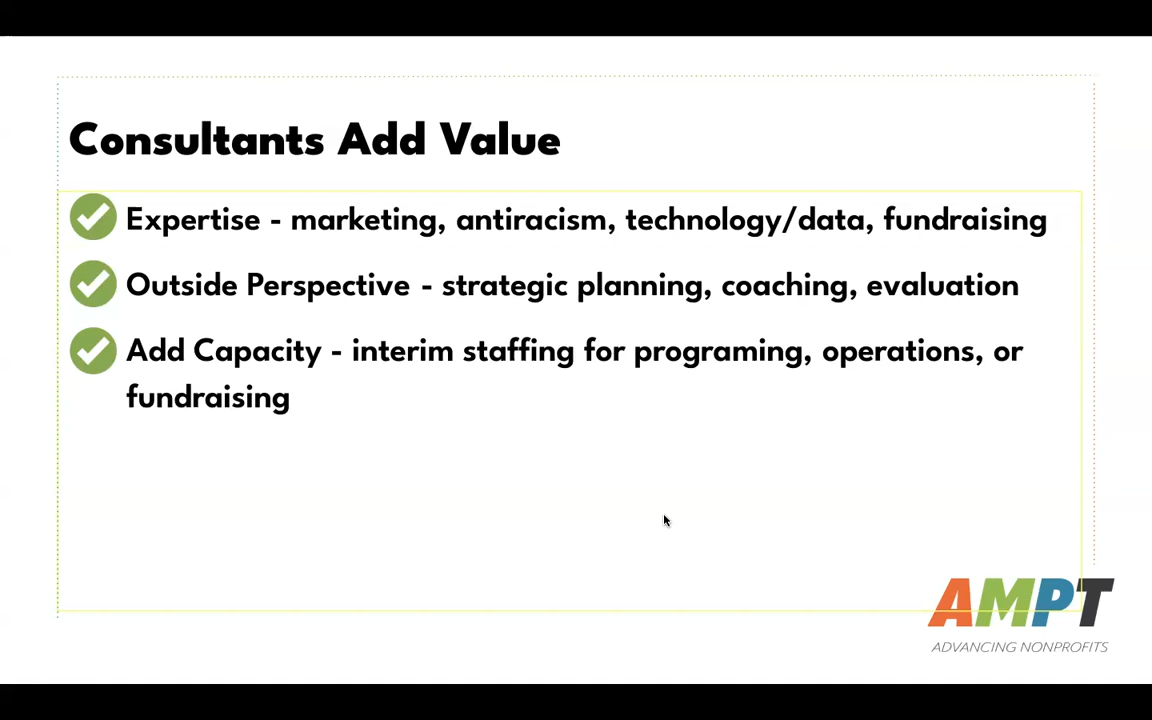 Consultants Add Value
Expertise - marketing, antiracism, technology/data, fundraising
Outside Perspective - strategic planning, coaching, evaluation
Add Capacity - interim staffing for programing, operations, or
fundraising
AMPT
ADVANCING NONPROFITS